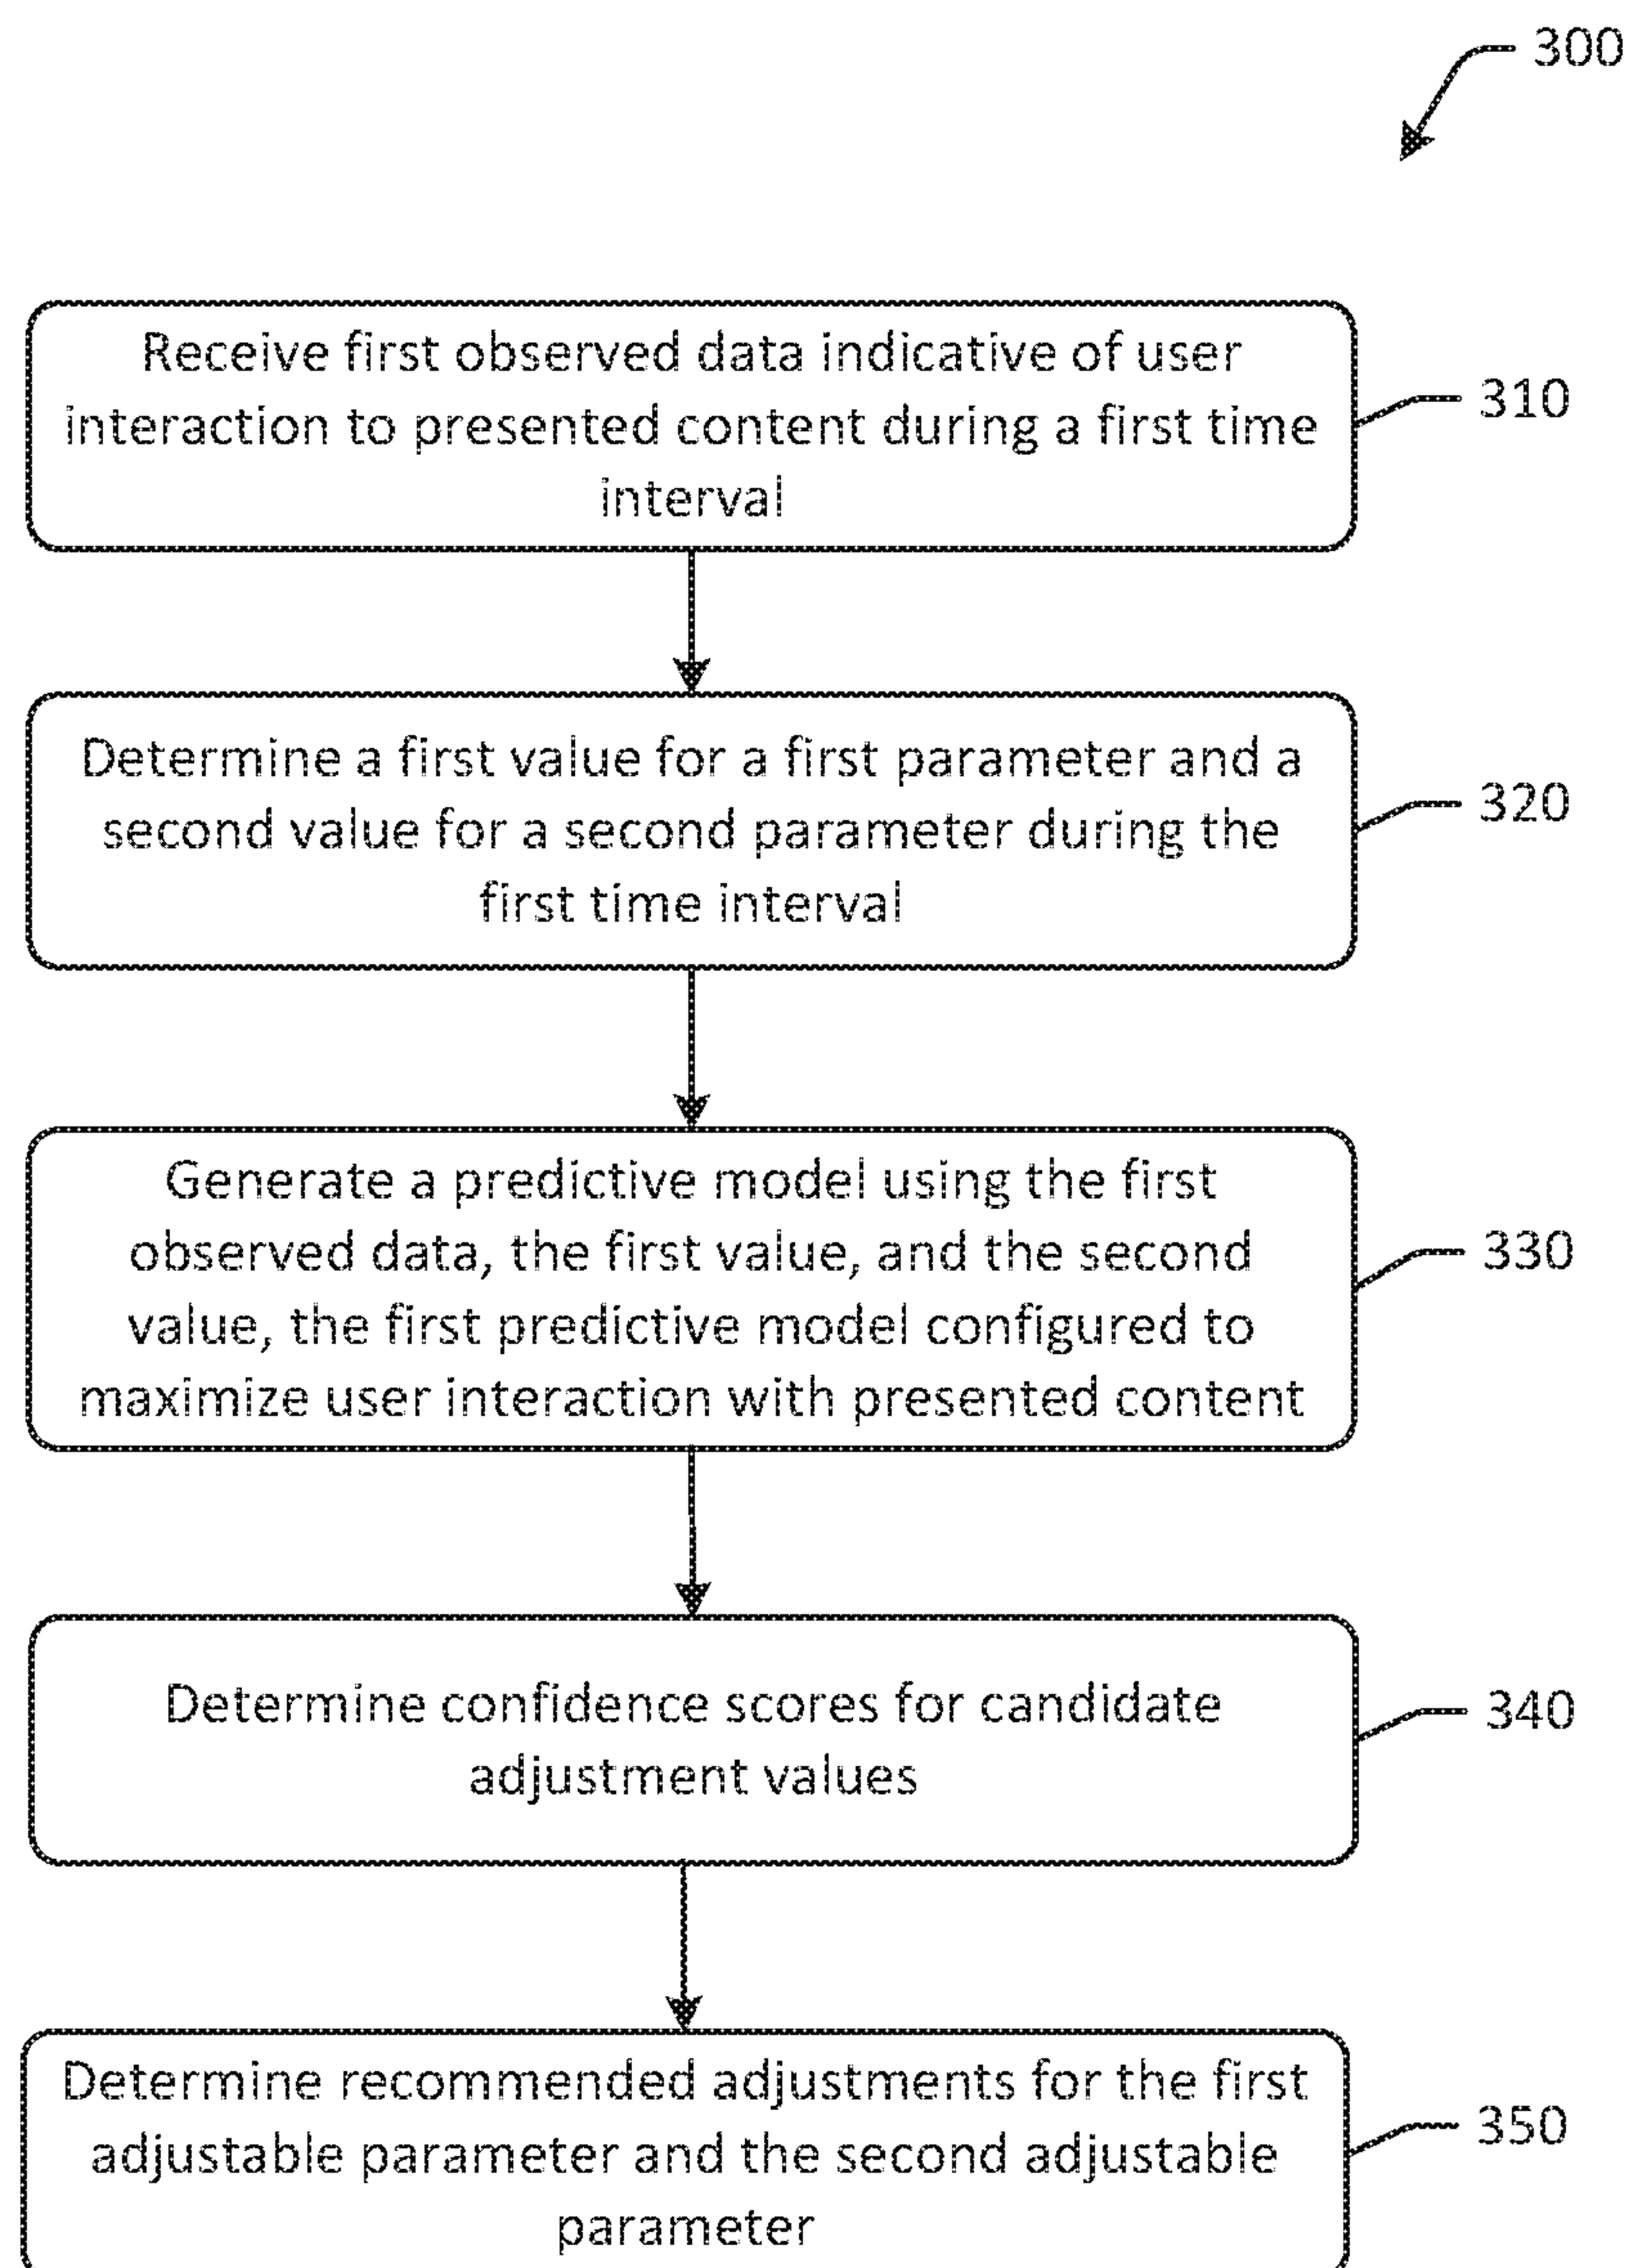 300
Receive first observed data indicative of user
interaction to presented content during a first time
interval
310
Determine a first value for a first parameter and a
second value for a second parameter during the
first time interval
320
Generate a predictive model using the first
observed data, the first value, and the second
value, the first predictive model configured to
maximize user interaction with presented content
330
Determine confidence scores for candidate
adjustment values
340
Determine recommended adjustments for the first
adjustable parameter and the second adjustable
parameter
350